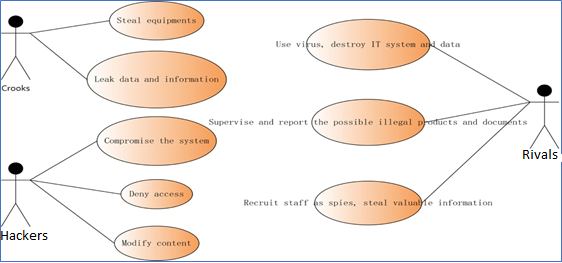 Steal equipments
Leak data and information
Crooks
Compromise the system
Deny access
Modify content
Hackers
Use virus, destroy IT system and data
Supervise and report the possible illegal products and documents
Recruit staff as spies, steal valuable information
Rivals